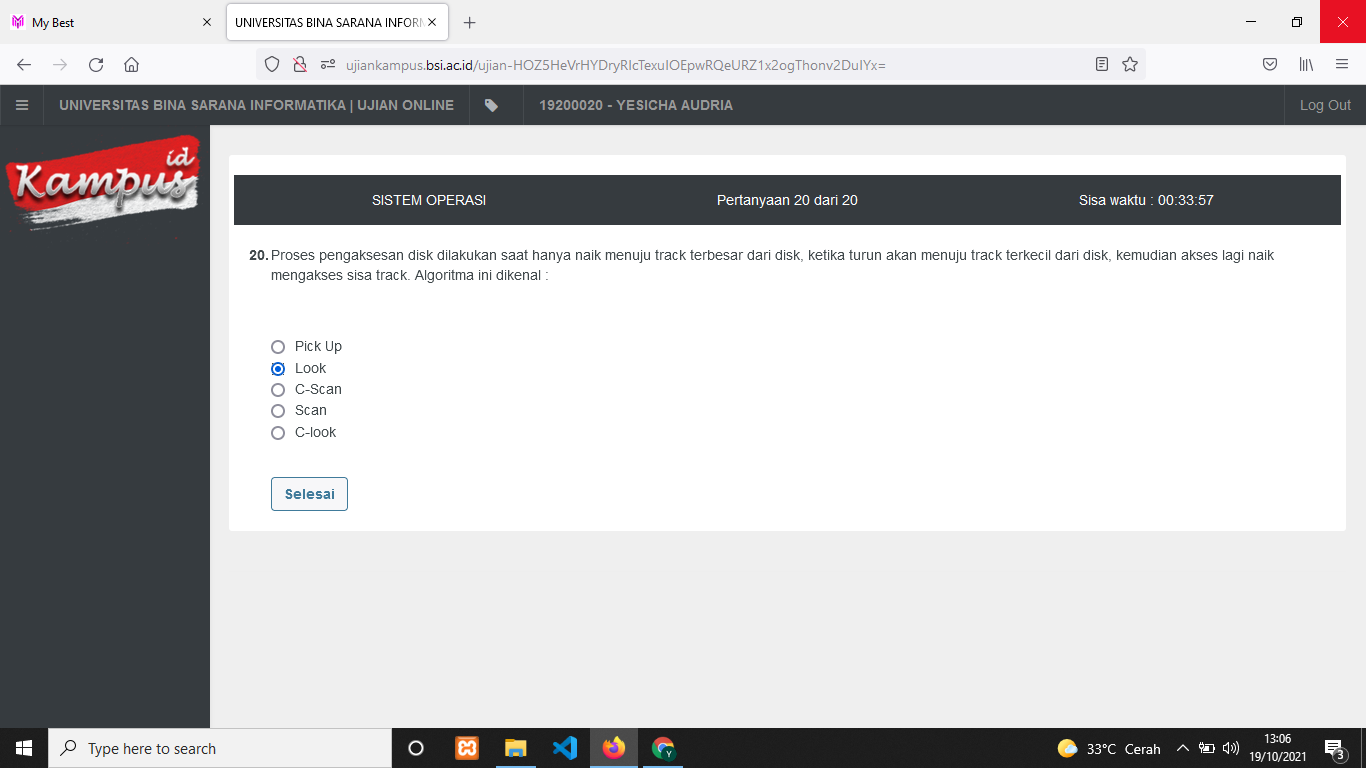 My Best
UNIVERSITAS BINA SARANA INFORM
ujiankampus.bsi.ac.id/ujian-HOZ5HeVrHYDryRIcTexuIOEpwRQeURZ1x2ogThonv2DuIYx=
UNIVERSITAS BINA SARANA INFORMATIKA | UJIAN ONLINE
19200020 - YESICHA AUDRIA
Log Out
Kampus id
SISTEM OPERASI
Pertanyaan 20 dari 20
Sisa waktu : 00:33:57
20. Proses pengaksesan disk dilakukan saat hanya naik menuju track terbesar dari disk, ketika turun akan menuju track terkecil dari disk, kemudian akses lagi naik
mengakses sisa track. Algoritma ini dikenal :
Pick Up
Look
C-Scan
Scan
C-look
Selesai
Type here to search
Y
33°C Cerah
13:06
19/10/2021
3